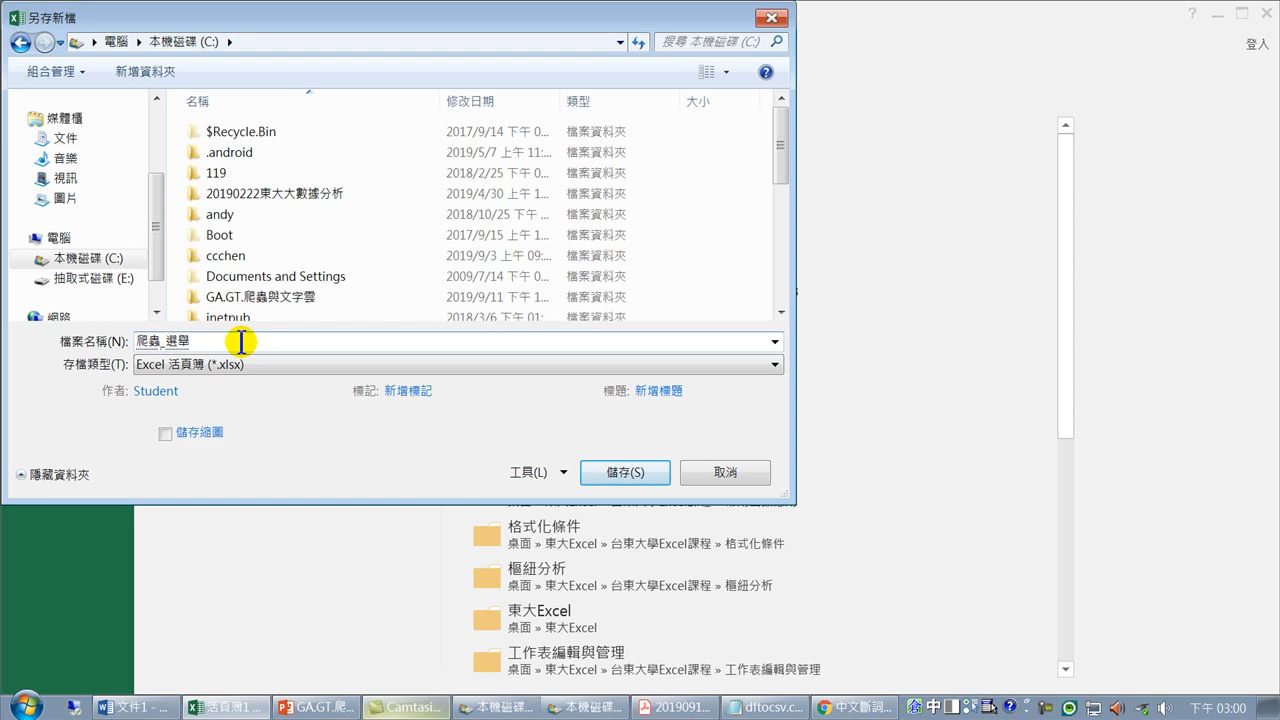 另存新檔
登入
電腦 本機磁碟 (C:)
搜尋 本機磁碟 (C:)
組合管理 新增資料夾
名稱 修改日期 類型 大小
媒體櫃
文件
音樂
視訊
圖片
電腦
本機磁碟 (C:)
抽取式磁碟 (E:)
網路
$Recycle.Bin 2017/9/14 下午 0... 檔案資料夾
.android 2019/5/7 上午 11:... 檔案資料夾
119 2018/2/25 下午 0... 檔案資料夾
20190222東大大數據分析 2019/4/30 上午 1... 檔案資料夾
andy 2018/10/25 下午 ... 檔案資料夾
Boot 2017/9/15 上午 1... 檔案資料夾
ccchen 2019/9/3 上午 09:... 檔案資料夾
Documents and Settings 2009/7/14 下午 0... 檔案資料夾
GA.GT.爬蟲與文字雲 2019/9/11 下午 1... 檔案資料夾
inetpub 2018/3/6 下午 01:... 檔案資料夾
檔案名稱(N): 爬蟲_選舉
存檔類型(T): Excel 活頁簿 (*.xlsx)
作者: Student 標記: 新增標記 標題: 新增標題
儲存縮圖
隱藏資料夾
工具(L) 儲存(S) 取消
格式化條件
桌面 » 東大Excel » 台東大學Excel課程 » 格式化條件
樞紐分析
桌面 » 東大Excel » 台東大學Excel課程 » 樞紐分析
東大Excel
桌面 » 東大Excel
工作表編輯與管理
桌面 » 東大Excel » 台東大學Excel課程 » 工作表編輯與管理
文件1 - ... 活頁簿1 ... GA.GT.爬... Camtasi... 本機磁碟... 本機磁碟... 2019091... dftocsv.c... 中文斷詞... 中 下午 03:00